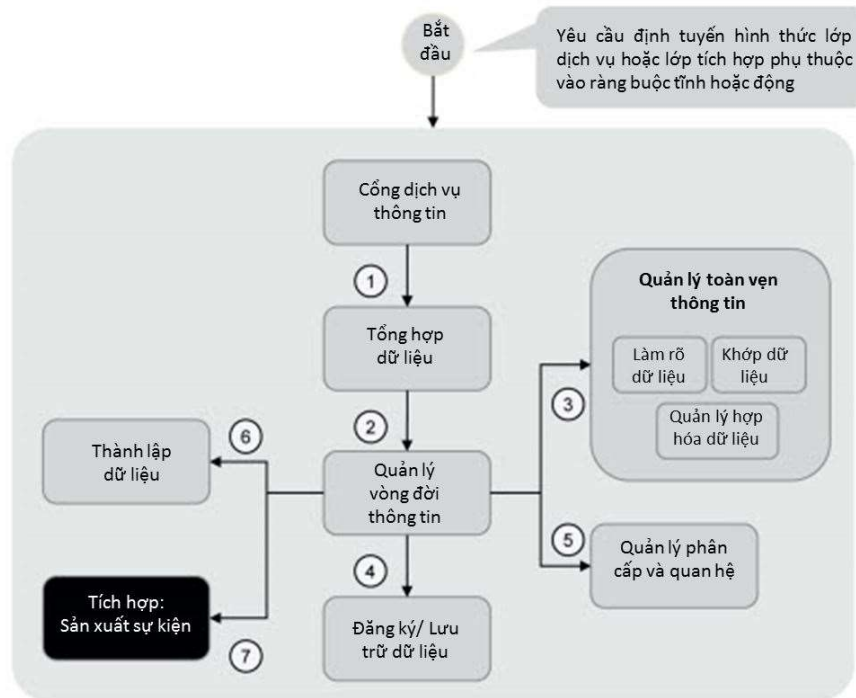 Bắt
đầu
Yêu cầu định tuyến hình thức lớp
dịch vụ hoặc lớp tích hợp phụ thuộc
vào ràng buộc tĩnh hoặc động
Cổng dịch vụ
thông tin
1
Tổng hợp
dữ liệu
2
Quản lý toàn vẹn
thông tin
Làm rõ
dữ liệu
Khớp dữ
liệu
Quản lý hợp
hóa dữ liệu
3
6
Thành lập
dữ liệu
Quản lý
vòng đời
thông tin
5
Quản lý phân
cấp và quan hệ
4
Tích hợp:
Sản xuất sự kiện
7
Đăng ký/ Lưu
trữ dữ liệu